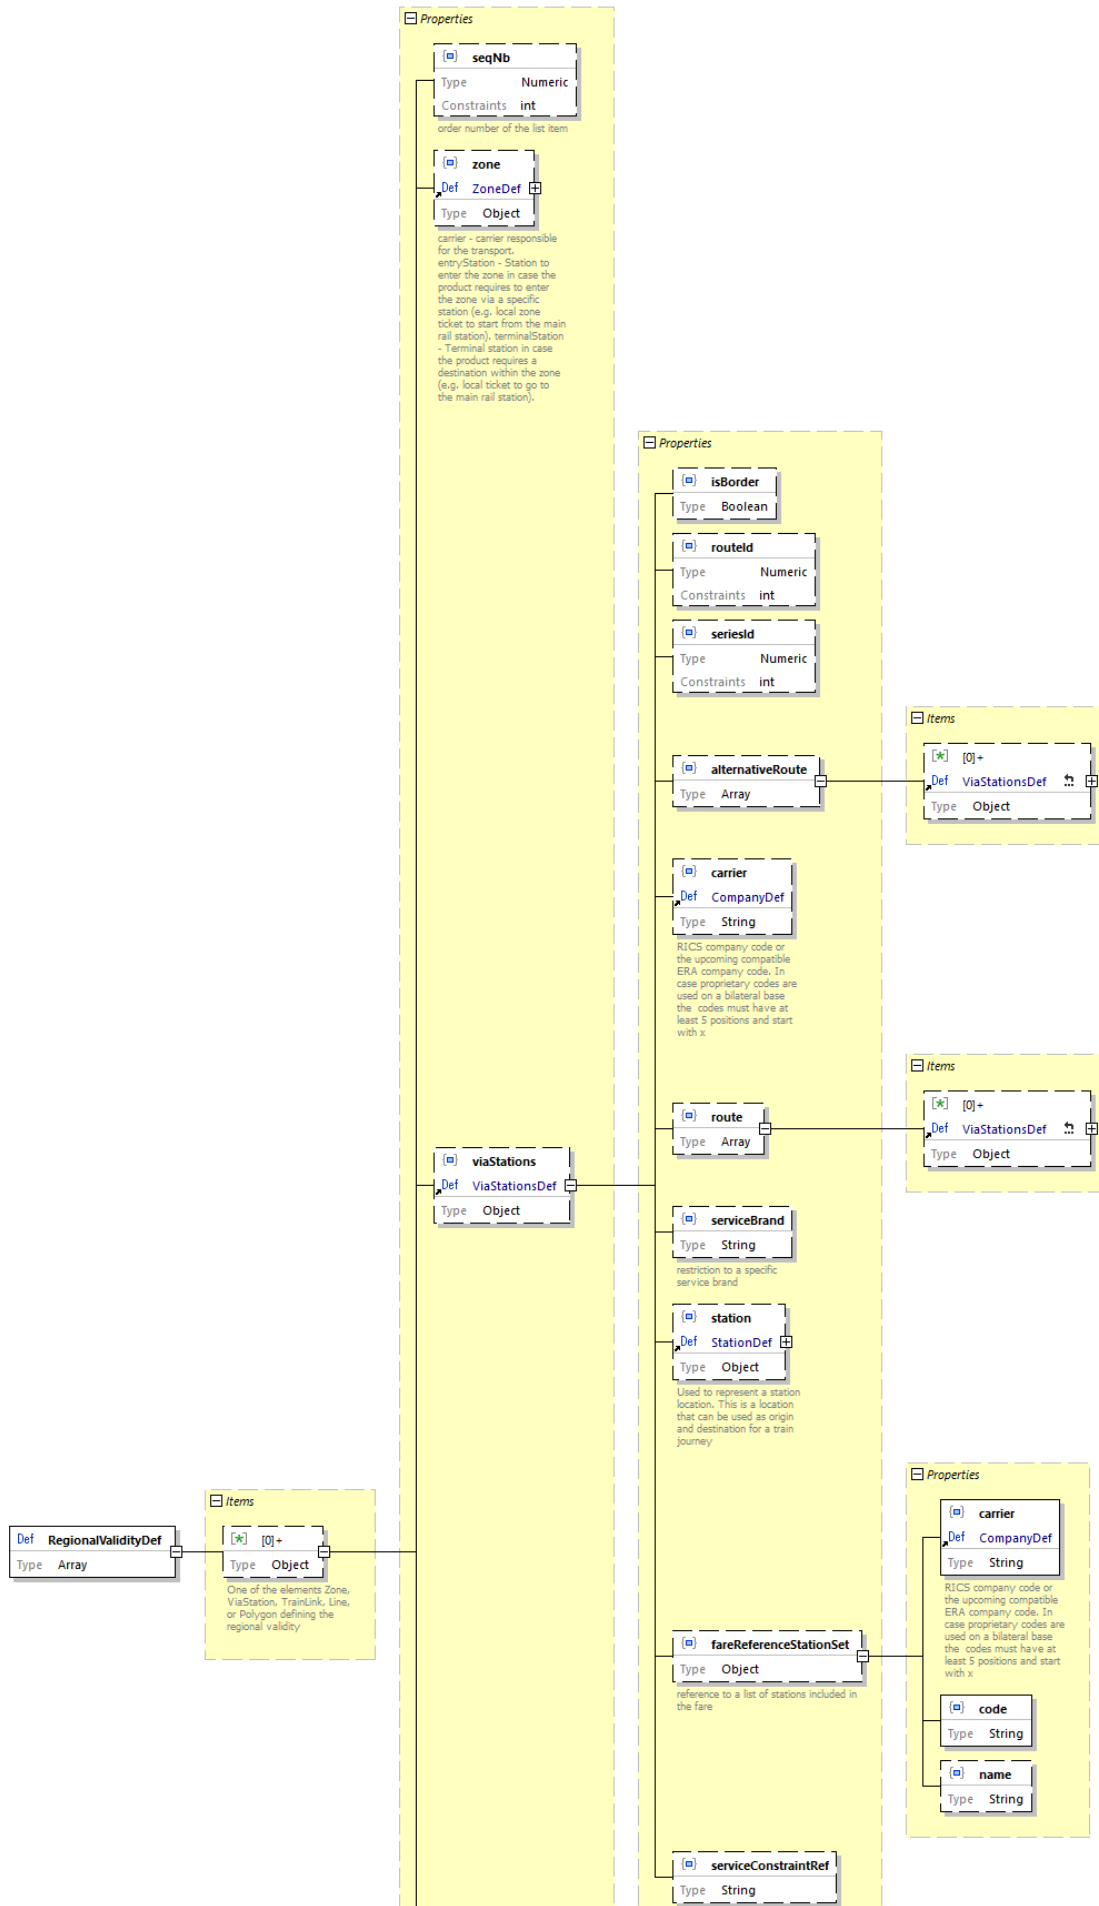 Properties
seqNb
Type Numeric
Constraints int
order number of the list item
zone
Def ZoneDef
Type Object
carrier - carrier responsible
for the transport.
entryStation - Station to
enter the zone in case the
product requires to enter
the zone via a specific
station (e.g. local zone
ticket to start from the main
rail station). terminalStation
- Terminal station in case
the product requires a
destination within the zone
(e.g. local ticket to go to
the main rail station).
Properties
isBorder
Type Boolean
routeId
Type Numeric
Constraints int
seriesId
Type Numeric
Constraints int
Items
[0]+
Def ViaStationsDef
Type Object
alternativeRoute
Type Array
carrier
Def CompanyDef
Type String
RICS company code or
the upcoming compatible
ERA company code. In
case proprietary codes are
used on a bilateral base
the codes must have at
least 5 positions and start
with x
Items
[0]+
Def ViaStationsDef
Type Object
route
Type Array
viaStations
Def ViaStationsDef
Type Object
serviceBrand
Type String
restriction to a specific
service brand
station
Def StationDef
Type Object
Used to represent a station
location. This is a location
that can be used as origin
and destination for a train
journey
Properties
carrier
Def CompanyDef
Type String
RICS company code or
the upcoming compatible
ERA company code. In
case proprietary codes are
used on a bilateral base
the codes must have at
least 5 positions and start
with x
Items
Def RegionalValidityDef
Type Array
[0]+
Type Object
One of the elements Zone,
ViaStation, TrainLink, Line,
or Polygon defining the
regional validity
fareReferenceStationSet
Type Object
reference to a list of stations included in
the fare
code
Type String
name
Type String
serviceConstraintRef
Type String